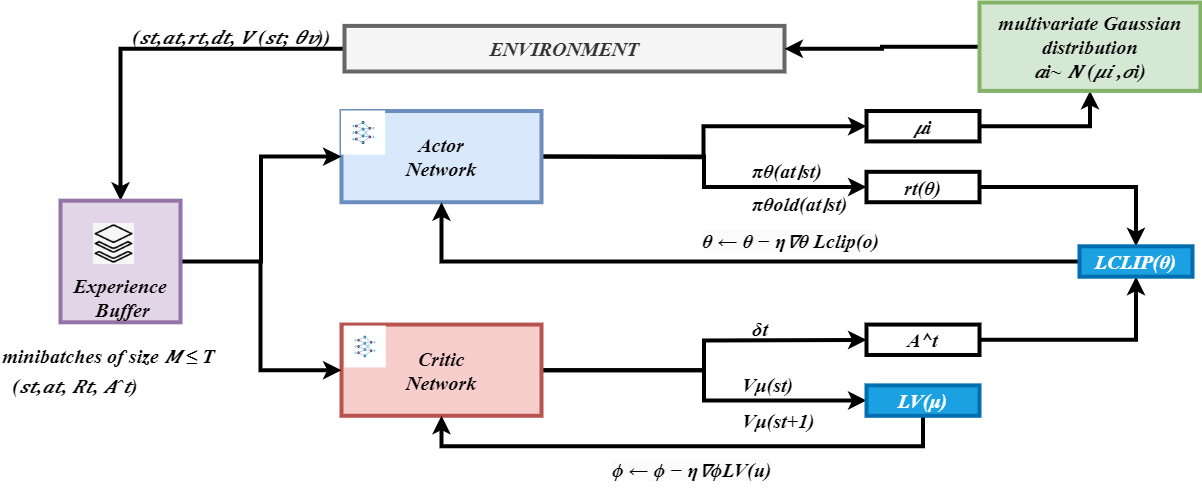 multivariate Gaussian
distribution
ai~ N (μi ,σi)
(st,at,rt,dt, V (st; θv))
ENVIRONMENT
Actor
Network
μi
πθ(at|st)
πθold(at|st)
rt(θ)
θ ← θ − η ∇θ Lclip(o)
LCLIP(θ)
Experience
Buffer
minibatches of size M ≤ T
(st,at, Rt, A^t)
Critic
Network
δt
A^t
Vμ(st)
Vμ(st+1)
LV(μ)
ϕ ← ϕ − η ∇ϕLV(u)